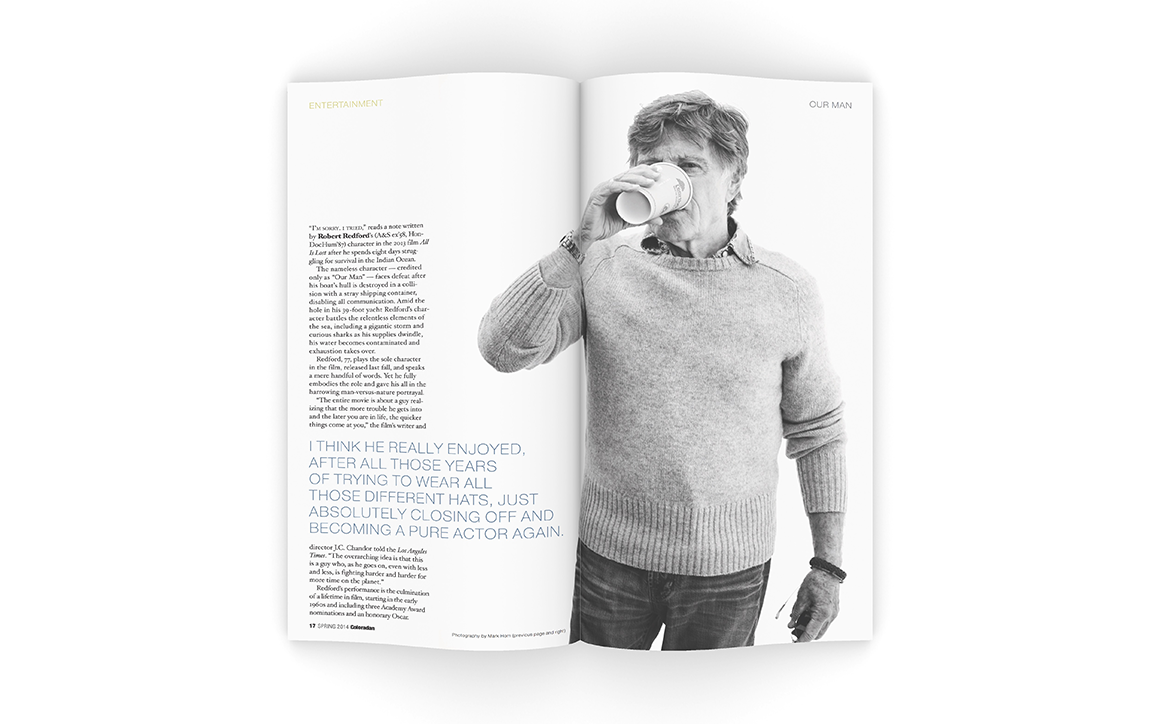 ENTERTAINMENT
OUR MAN
"I'M SORRY, I TRIED," reads a note written
by Robert Redford's (A&S ex'58, Hon-
DocHum'87) character in the 2013 film All
Is Lost after he spends eight days strug-
gling for survival in the Indian Ocean.
The nameless character — credited
only as "Our Man" — faces defeat after
his boat's hull is destroyed in a colli-
sion with a stray shipping container,
disabling all communication. Amid the
hole in his 39-foot yacht Redford's char-
acter battles the relentless elements of
the sea, including a gigantic storm and
curious sharks as his supplies dwindle,
his water becomes contaminated and
exhaustion takes over.
Redford, 77, plays the sole character
in the film, released last fall, and speaks
a mere handful of words. Yet he fully
embodies the role and gave his all in the
harrowing man-versus-nature portrayal.
"The entire movie is about a guy real-
izing that the more trouble he gets into
and the later you are in life, the quicker
things come at you," the film's writer and
I THINK HE REALLY ENJOYED,
AFTER ALL THOSE YEARS
OF TRYING TO WEAR ALL
THOSE DIFFERENT HATS, JUST
ABSOLUTELY CLOSING OFF AND
BECOMING A PURE ACTOR AGAIN.
director J.C. Chandor told the Los Angeles
Times. "The overarching idea is that this
is a guy who, as he goes on, even with less
and less, is fighting harder and harder for
more time on the planet."
Redford's performance is the culmination
of a lifetime in film, starting in the early
1960s and including three Academy Award
nominations and an honorary Oscar.
17 SPRING 2014 Coloradan
Photography by Mark Hom (previous page and right)